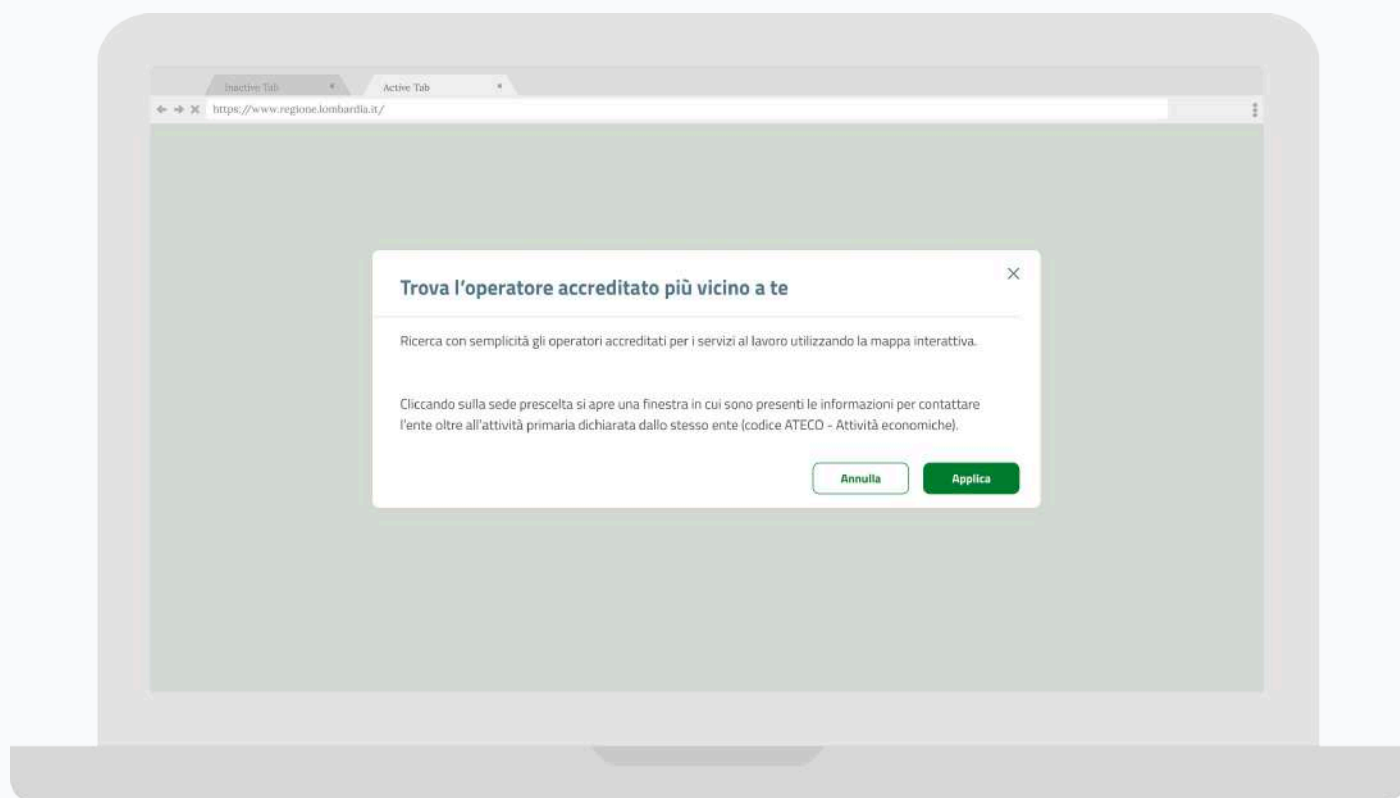 Inactive Tab
Active Tab
https://www.regione.lombardia.it/
Trova l'operatore accreditato più vicino a te
Ricerca con semplicità gli operatori accreditati per i servizi al lavoro utilizzando la mappa interattiva.
Cliccando sulla sede prescelta si apre una finestra in cui sono presenti le informazioni per contattare
l'ente oltre all'attività primaria dichiarata dallo stesso ente (codice ATECO - Attività economiche).
Annulla
Applica